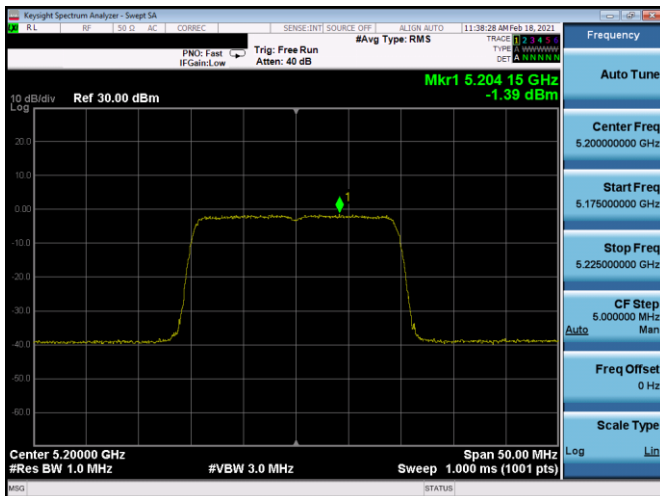 Keysight Spectrum Analyzer - Swept SA
RL RF 50 Ω AC CORREC SENSE:INT SOURCE OFF ALIGN AUTO 11:38:28 AM Feb 18, 2021
#Avg Type: RMS
TRACE 1 2 3 4 5 6
TYPE A WWWWW
DET A N N N N N
PNO: Fast Trig: Free Run
IFGain:Low Atten: 40 dB
Mkr1 5.204 15 GHz
-1.39 dBm
10 dB/div Ref 30.00 dBm
Log
20.0
1
0.00
-10.0
-20.0
-30.0
-40.0
-50.0
-60.0
Center 5.20000 GHz Span 50.00 MHz
#Res BW 1.0 MHz #VBW 3.0 MHz Sweep 1.000 ms (1001 pts)
MSG STATUS
Frequency
Auto Tune
Center Freq
5.200000000 GHz
Start Freq
5.175000000 GHz
Stop Freq
5.225000000 GHz
CF Step
5.000000 MHz
Auto Man
Freq Offset
0 Hz
Scale Type
Log Lin